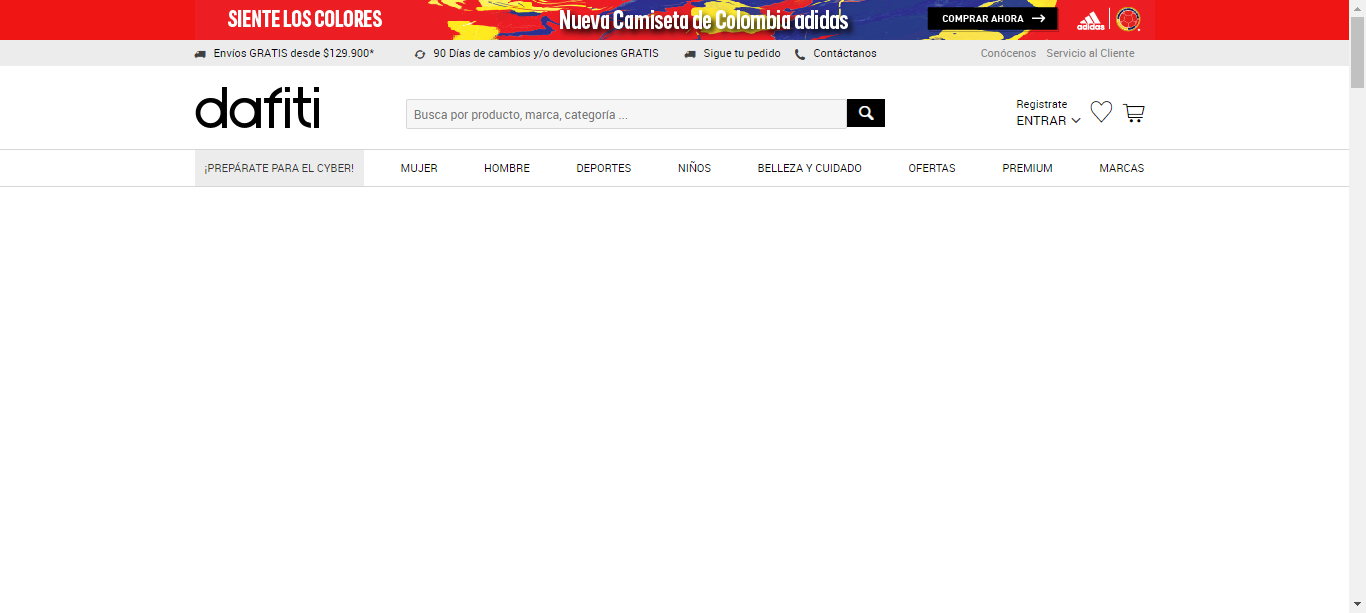 SIENTE LOS COLORES Nueva Camiseta de Colombia adidas COMPRAR AHORA adidas
Envíos GRATIS desde $129.900* 90 Días de cambios y/o devoluciones GRATIS Sigue tu pedido Contáctanos Conócenos Servicio al Cliente
dafiti Busca por producto, marca, categoría ... Registrate
ENTRAR
¡PREPÁRATE PARA EL CYBER! MUJER HOMBRE DEPORTES NIÑOS BELLEZA Y CUIDADO OFERTAS PREMIUM MARCAS